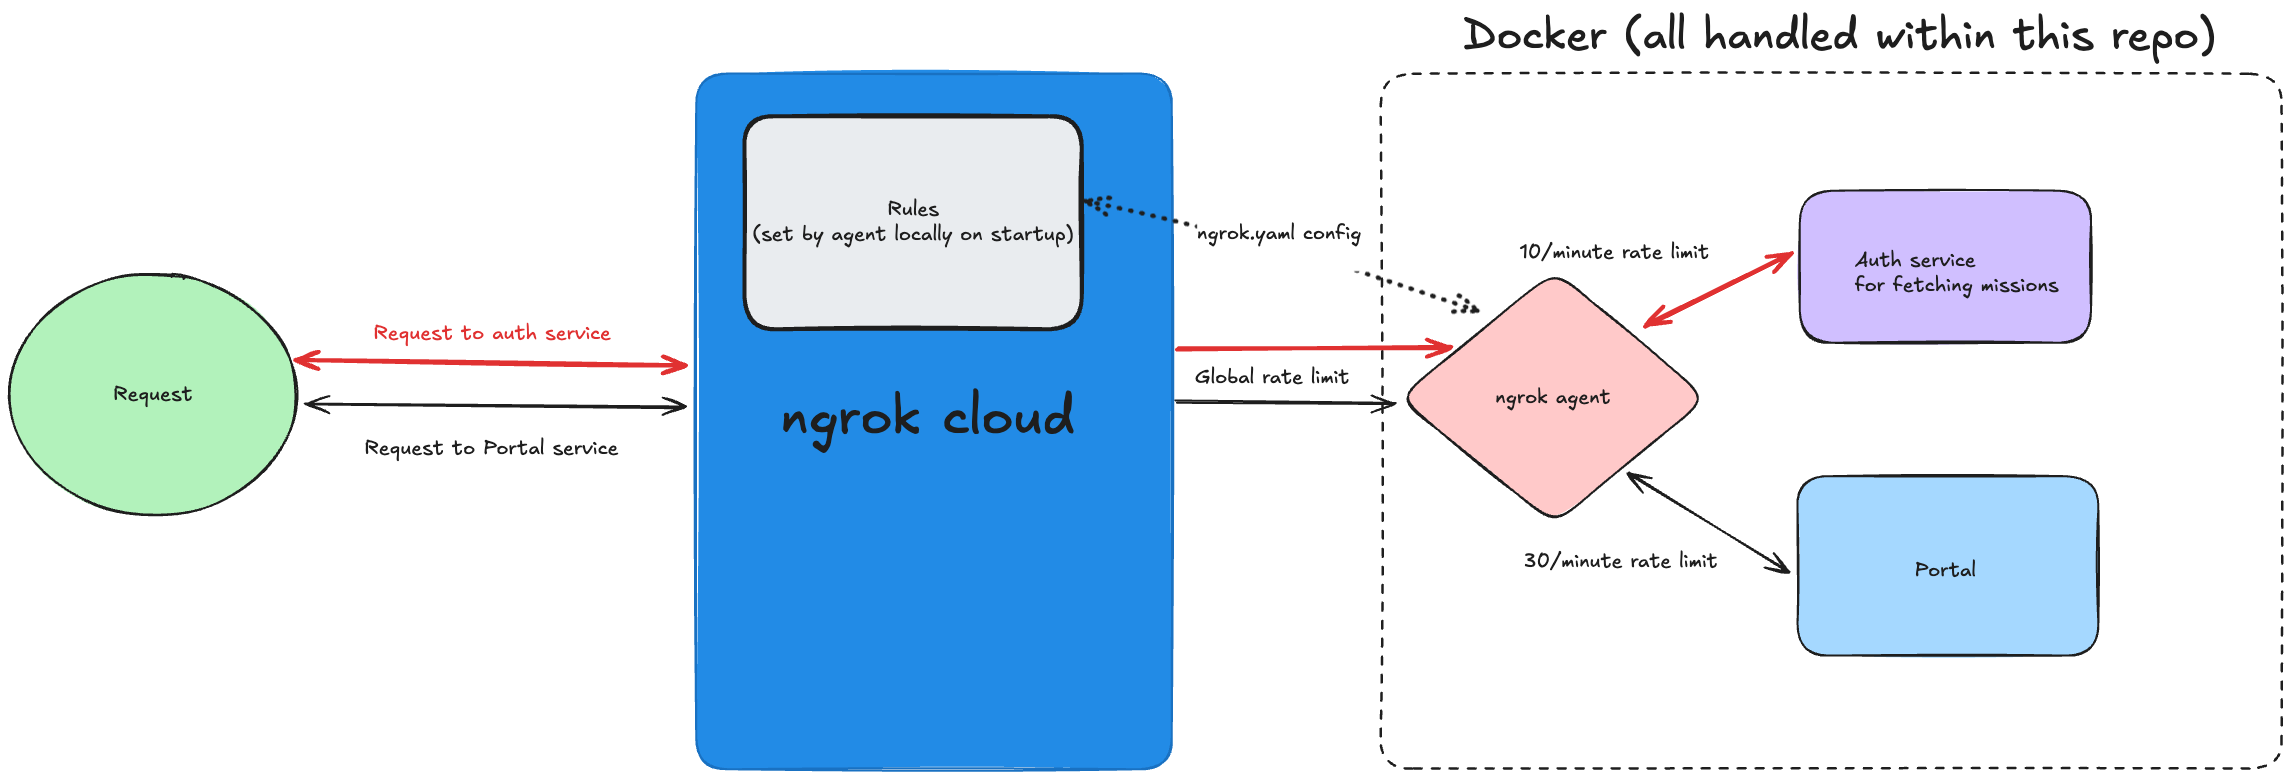 Docker (all handled within this repo)
Rules
(set by agent locally on startup)
ngrok.yaml config
10/minute rate limit
Auth service
for fetching missions
Request to auth service
Global rate limit
Request
ngrok cloud
ngrok agent
Request to Portal service
30/minute rate limit
Portal